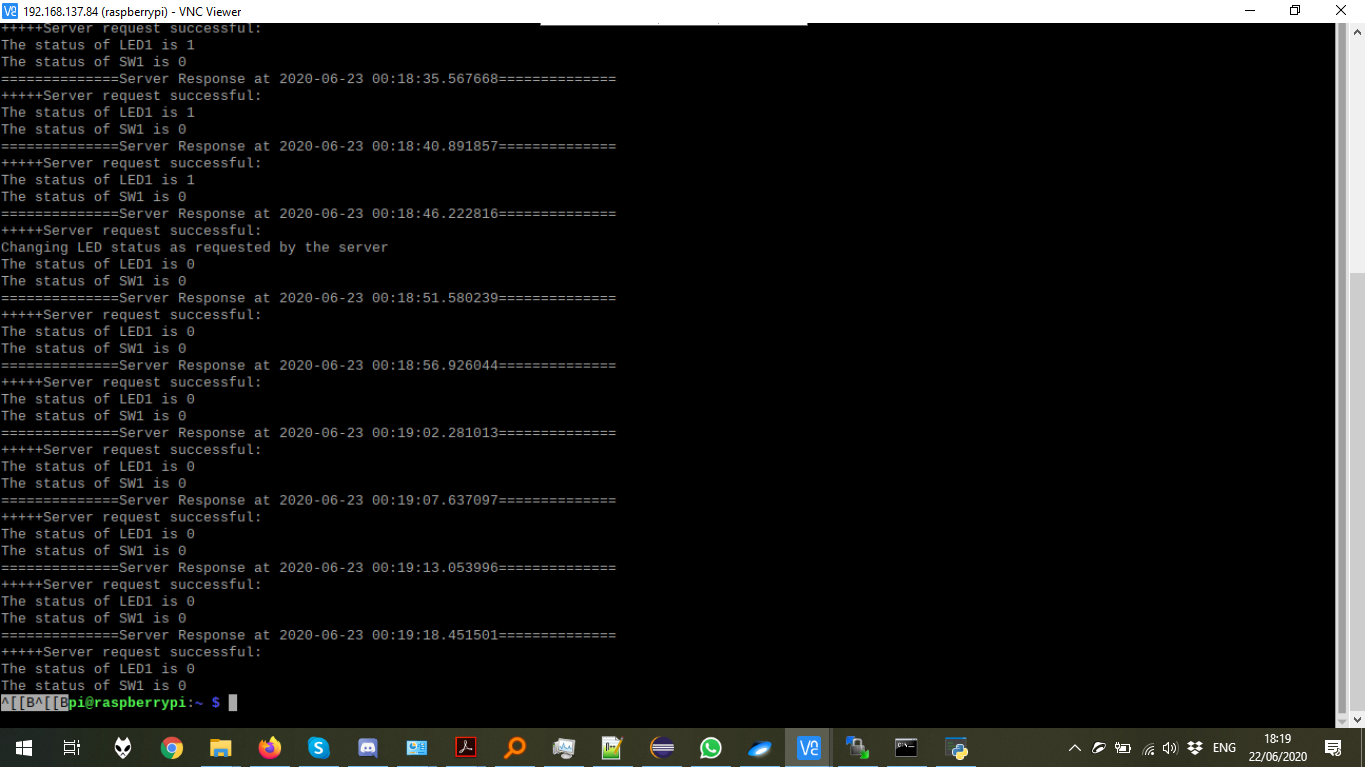 192.168.137.84 (raspberrypi) - VNC Viewer
+++++Server request successful:
The status of LED1 is 1
The status of SW1 is 0
==============Server Response at 2020-06-23 00:18:35.567668==============
+++++Server request successful:
The status of LED1 is 1
The status of SW1 is 0
==============Server Response at 2020-06-23 00:18:40.891857==============
+++++Server request successful:
The status of LED1 is 1
The status of SW1 is 0
==============Server Response at 2020-06-23 00:18:46.222816==============
+++++Server request successful:
Changing LED status as requested by the server
The status of LED1 is 0
The status of SW1 is 0
==============Server Response at 2020-06-23 00:18:51.580239==============
+++++Server request successful:
The status of LED1 is 0
The status of SW1 is 0
==============Server Response at 2020-06-23 00:18:56.926044==============
+++++Server request successful:
The status of LED1 is 0
The status of SW1 is 0
==============Server Response at 2020-06-23 00:19:02.281013==============
+++++Server request successful:
The status of LED1 is 0
The status of SW1 is 0
==============Server Response at 2020-06-23 00:19:07.637097==============
+++++Server request successful:
The status of LED1 is 0
The status of SW1 is 0
==============Server Response at 2020-06-23 00:19:13.053996==============
+++++Server request successful:
The status of LED1 is 0
The status of SW1 is 0
==============Server Response at 2020-06-23 00:19:18.451501==============
+++++Server request successful:
The status of LED1 is 0
The status of SW1 is 0
^[[B^[[Bpi@raspberrypi:~ $
ENG
18:19
22/06/2020